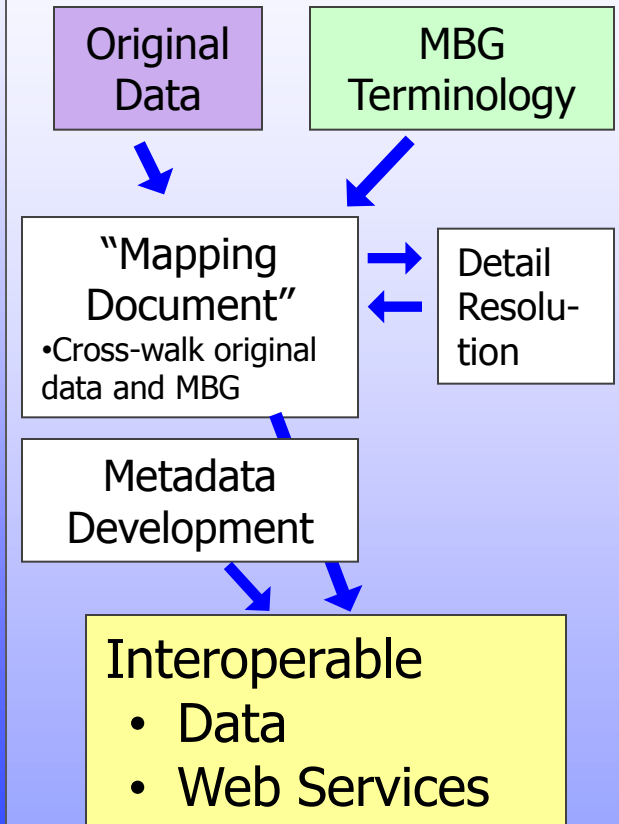 Original
Data
MBG
Terminology
“Mapping
Document”
•Cross-walk original
data and MBG
Detail
Resolu-
tion
Metadata
Development
Interoperable
• Data
• Web Services